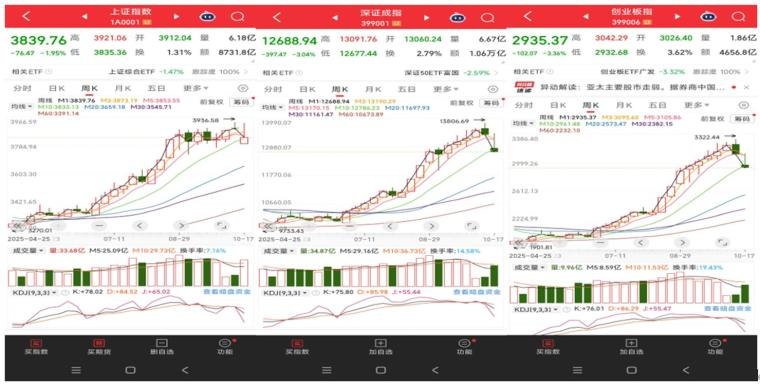 上证指数
1A0001
3839.76
高 3921.06 开 3912.04 量 6.18亿
-76.47 -1.95% 低 3835.36 换 1.31% 额 8731.8亿
相关ETF 上证综合ETF -1.47% 跟踪度 100%
分时 日K 周K 月K 五日 更多
均线 周线 M1:3839.76 M3:3873.19 M5:3853.55
M10:3833.13 M20:3659.18 M30:3545.71
M60:3391.14
前复权 筹码
3966.59
3936.58
3784.94
3603.30
3421.65
3270.01
2025-04-25 07-11 08-29 10-17
成交量 量:33.68亿 M5:25.09亿 M10:29.73亿 换手率:7.16%
KDJ(9,3,3) K:+78.02 D:+84.52 J:+65.02 查看暗盘资金
买指数 买期货 删自选 功能
深证成指
399001
12688.94
高 13091.76 开 13060.24 量 6.67亿
-397.47 -3.04% 低 12677.44 换 2.79% 额 1.06万亿
相关ETF 深证50ETF富国 -2.59%
分时 日K 周K 月K 五日 更多
均线 周线 M1:12688.94 M3:13190.29
M5:13170.15 M10:12786.23 M20:11697.93
M30:11161.47 M60:10673.89
前复权 筹码
13990.07
13806.69
12880.07
11770.06
10660.05
9753.43
2025-04-25 07-11 08-29 10-17
成交量 量:34.87亿 M5:29.16亿 M10:36.73亿 换手率:14.58%
KDJ(9,3,3) K:+75.80 D:+85.98 J:+55.44 查看暗盘资金
买指数 加自选 功能
创业板指
399006
2935.37
高 3042.29 开 3026.40 量 1.86亿
-102.07 -3.36% 低 2932.68 换 3.62% 额 4656.8亿
相关ETF 创业板ETF广发 -3.32% 跟踪度 100%
异动解读：亚太主要股市走弱。据券商中国...
分时 日K 周K 月K 五日 更多
均线 周线 M1:2935.37 M3:3095.60 M5:3105.86
M10:2961.48 M20:2573.47 M30:2382.15
M60:2232.10
前复权 筹码
3386.40
3322.44
2999.26
2612.13
2224.99
1901.81
2025-04-25 07-11 08-29 10-17
成交量 量:9.96亿 M5:8.59亿 M10:11.53亿 换手率:19.43%
KDJ(9,3,3) K:+76.01 D:+86.29 J:+55.47 查看暗盘资金
买指数 加自选 功能